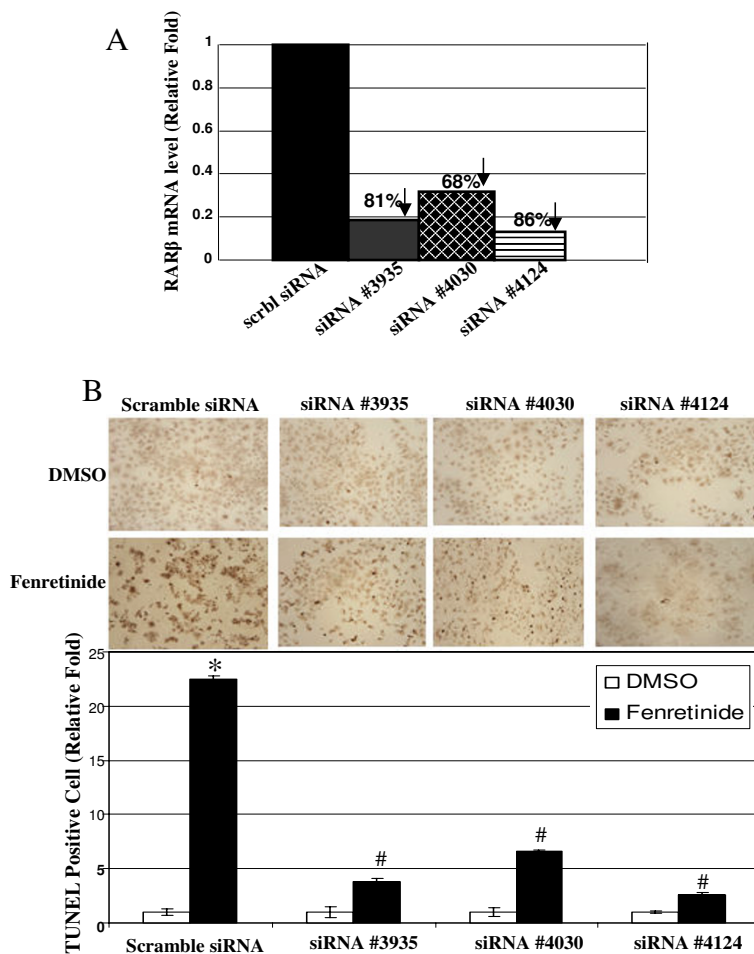 A
RARβ mRNA level (Relative Fold)
1
0.8
0.6
0.4
0.2
0
81%
68%
86%
scrbl siRNA
siRNA #3935
siRNA #4030
siRNA #4124
B
Scramble siRNA
siRNA #3935
siRNA #4030
siRNA #4124
DMSO
Fenretinide
TUNEL Positive Cell (Relative Fold)
25
20
15
10
5
0
*
#
#
#
DMSO
Fenretinide
Scramble siRNA
siRNA #3935
siRNA #4030
siRNA #4124